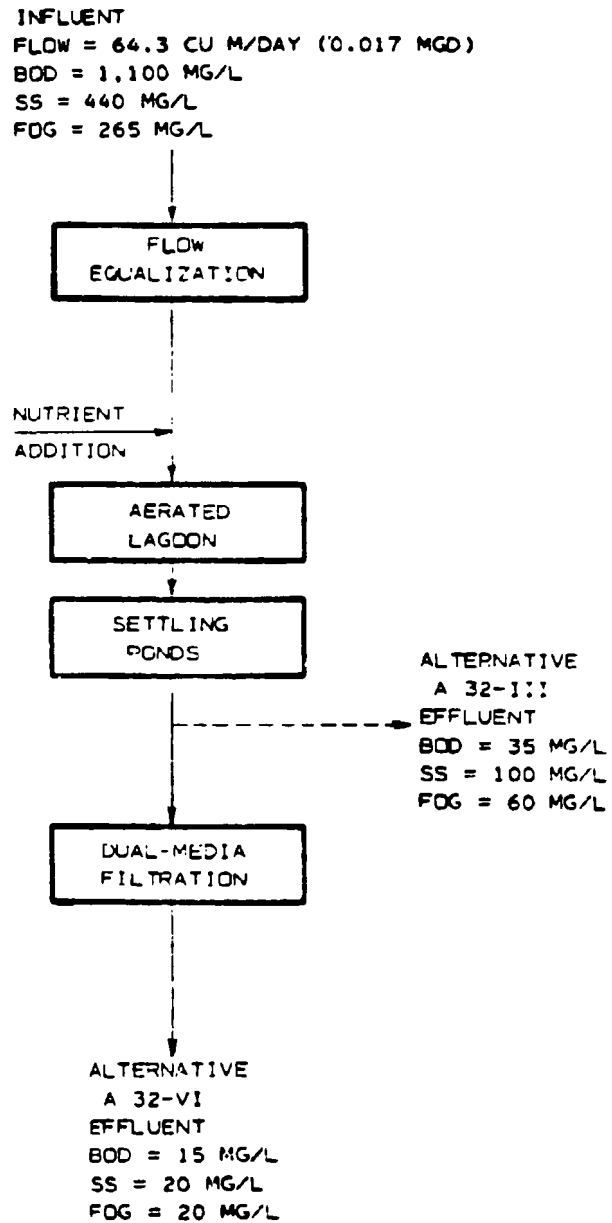 INFLUENT
FLOW = 64.3 CU M/DAY (0.017 MGD)
BOD = 1,100 MG/L
SS = 440 MG/L
FOG = 265 MG/L
FLOW
EQUALIZATION
NUTRIENT
ADDITION
AERATED
LAGOON
SETTLING
PONDS
ALTERNATIVE
A 32-III
EFFLUENT
BOD = 35 MG/L
SS = 100 MG/L
FOG = 60 MG/L
DUAL-MEDIA
FILTRATION
ALTERNATIVE
A 32-VI
EFFLUENT
BOD = 15 MG/L
SS = 20 MG/L
FOG = 20 MG/L